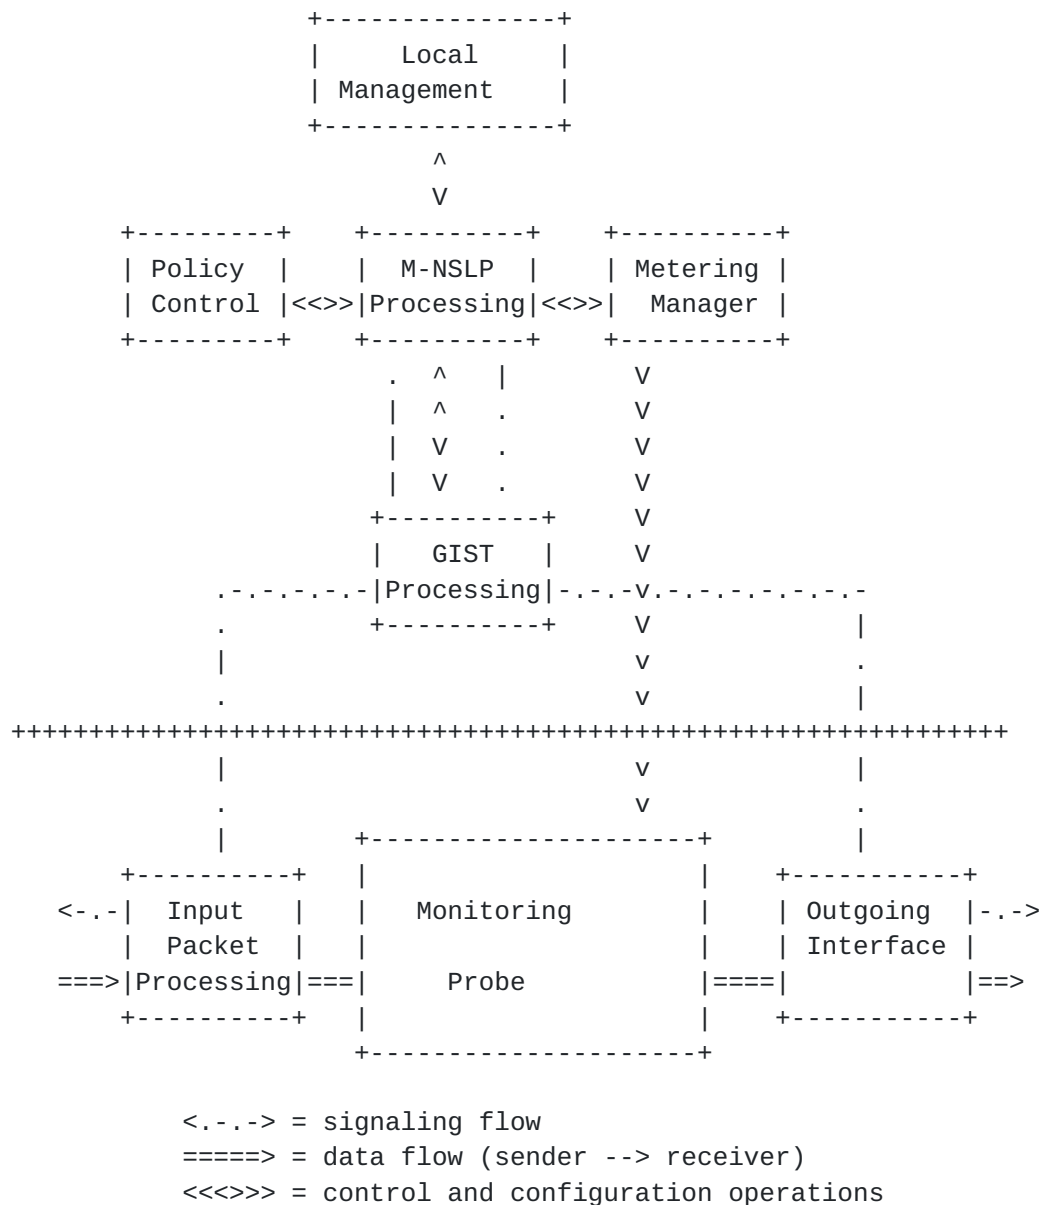 +---------------+
                   |     Local     |
                   | Management    |
                   +---------------+
                           ^
                           V
       +---------+    +----------+    +----------+
       | Policy  |    |  M-NSLP  |    | Metering |
       | Control |<<>>|Processing|<<>>|  Manager |
       +---------+    +----------+    +----------+
                        .  ^   |        V
                        |  ^   .        V
                        |  V   .        V
                        |  V   .        V
                       +----------+     V
                       |   GIST   |     V
             .-.-.-.-.-|Processing|-.-.-v.-.-.-.-.-.-.-
             .         +----------+     V             |
             |                          v             .
             .                          v             |
++++++++++++++++++++++++++++++++++++++++++++++++++++++++++++++++
             |                          v             |
             .                          v             .
             |        +---------------------+         |
       +----------+   |                     |    +-----------+
   <-.-|  Input   |   |   Monitoring        |    | Outgoing  |-.->
       |  Packet  |   |                     |    | Interface |
   ===>|Processing|===|     Probe           |====|           |==>
       +----------+   |                     |    +-----------+
                      +---------------------+

           <.-.-> = signaling flow
           =====> = data flow (sender --> receiver)
           <<<>>> = control and configuration operations